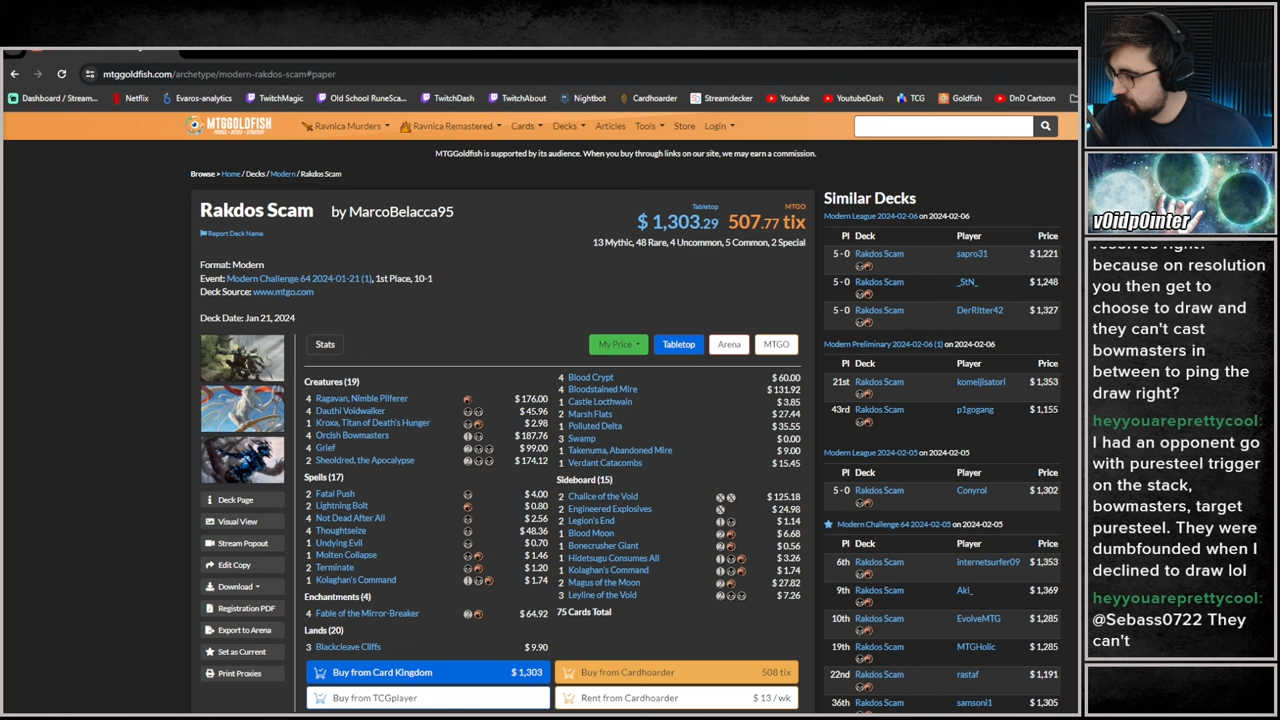 mtggoldfish.com/archetype/modern-rakdos-scam#paper
Dashboard / Stream... Netflix Evaros-analytics TwitchMagic Old School RuneSca... TwitchDash TwitchAbout Nightbot Cardhoarder Streamdecker Youtube YoutubeDash TCG Goldfish DnD Cartoon
MTGGOLDFISH Ravnica Murders Ravnica Remastered Cards Decks Articles Tools Store Login
MTGGoldfish is supported by its audience. When you buy through links on our site, we may earn a commission.
Browse > Home / Decks / Modern / Rakdos Scam
Rakdos Scam by MarcoBelacca95
Report Deck Name
Tabletop
$ 1,303.29
MTGO
507.77 tix
13 Mythic, 48 Rare, 4 Uncommon, 5 Common, 2 Special
Format: Modern
Event: Modern Challenge 64 2024-01-21 (1), 1st Place, 10-1
Deck Source: www.mtgo.com
Deck Date: Jan 21, 2024
Stats My Price Tabletop Arena MTGO
Deck Page
Visual View
Stream Popout
Edit Copy
Download
Registration PDF
Export to Arena
Set as Current
Print Proxies
Creatures (19)
4 Ragavan, Nimble Pilferer $ 176.00
4 Dauthi Voidwalker $ 45.96
1 Kroxa, Titan of Death's Hunger $ 2.98
4 Orcish Bowmasters $ 187.76
4 Grief $ 99.00
2 Sheoldred, the Apocalypse $ 174.12
Spells (17)
2 Fatal Push $ 4.00
2 Lightning Bolt $ 0.80
4 Not Dead After All $ 2.56
4 Thoughtseize $ 48.36
1 Undying Evil $ 0.70
1 Molten Collapse $ 1.46
2 Terminate $ 1.20
1 Kolaghan's Command $ 1.74
Enchantments (4)
4 Fable of the Mirror-Breaker $ 64.92
Lands (20)
3 Blackcleave Cliffs $ 9.90
4 Blood Crypt $ 60.00
4 Bloodstained Mire $ 131.92
1 Castle Locthwain $ 3.85
2 Marsh Flats $ 27.44
1 Polluted Delta $ 35.55
3 Swamp $ 0.00
1 Takenuma, Abandoned Mire $ 9.00
1 Verdant Catacombs $ 15.45
Sideboard (15)
2 Chalice of the Void $ 125.18
2 Engineered Explosives $ 24.98
2 Legion's End $ 1.14
1 Blood Moon $ 6.68
1 Bonecrusher Giant $ 0.56
1 Hidetsugu Consumes All $ 3.26
1 Kolaghan's Command $ 1.74
2 Magus of the Moon $ 27.82
3 Leyline of the Void $ 7.26
75 Cards Total
Buy from Card Kingdom $ 1,303
Buy from Cardhoarder 508 tix
Buy from TCGplayer
Rent from Cardhoarder $ 13 / wk
Similar Decks
Modern League 2024-02-06 on 2024-02-06
Pl Deck Player Price
5 - 0 Rakdos Scam sapro31 $ 1,221
5 - 0 Rakdos Scam _StN_ $ 1,248
5 - 0 Rakdos Scam DerRItter42 $ 1,327
Modern Preliminary 2024-02-06 (1) on 2024-02-06
Pl Deck Player Price
21st Rakdos Scam komeijisatori $ 1,353
43rd Rakdos Scam p1gogang $ 1,155
Modern League 2024-02-05 on 2024-02-05
Pl Deck Player Price
5 - 0 Rakdos Scam Conyrol $ 1,302
Modern Challenge 64 2024-02-05 on 2024-02-05
Pl Deck Player Price
6th Rakdos Scam internetsurfer09 $ 1,353
9th Rakdos Scam Akl_ $ 1,369
10th Rakdos Scam EvolveMTG $ 1,285
19th Rakdos Scam MTGHolic $ 1,285
22nd Rakdos Scam rastaf $ 1,191
36th Rakdos Scam samsoni1 $ 1,305
v0idp0inter
resolves right?
because on resolution
you then get to
choose to draw and
they can't cast
bowmasters in
between to ping the
draw right?
heyyouareprettycool:
I had an opponent go
with puresteel trigger
on the stack,
bowmasters, target
puresteel. They were
dumbfounded when I
declined to draw lol
heyyouareprettycool:
@Sebass0722 They
can't